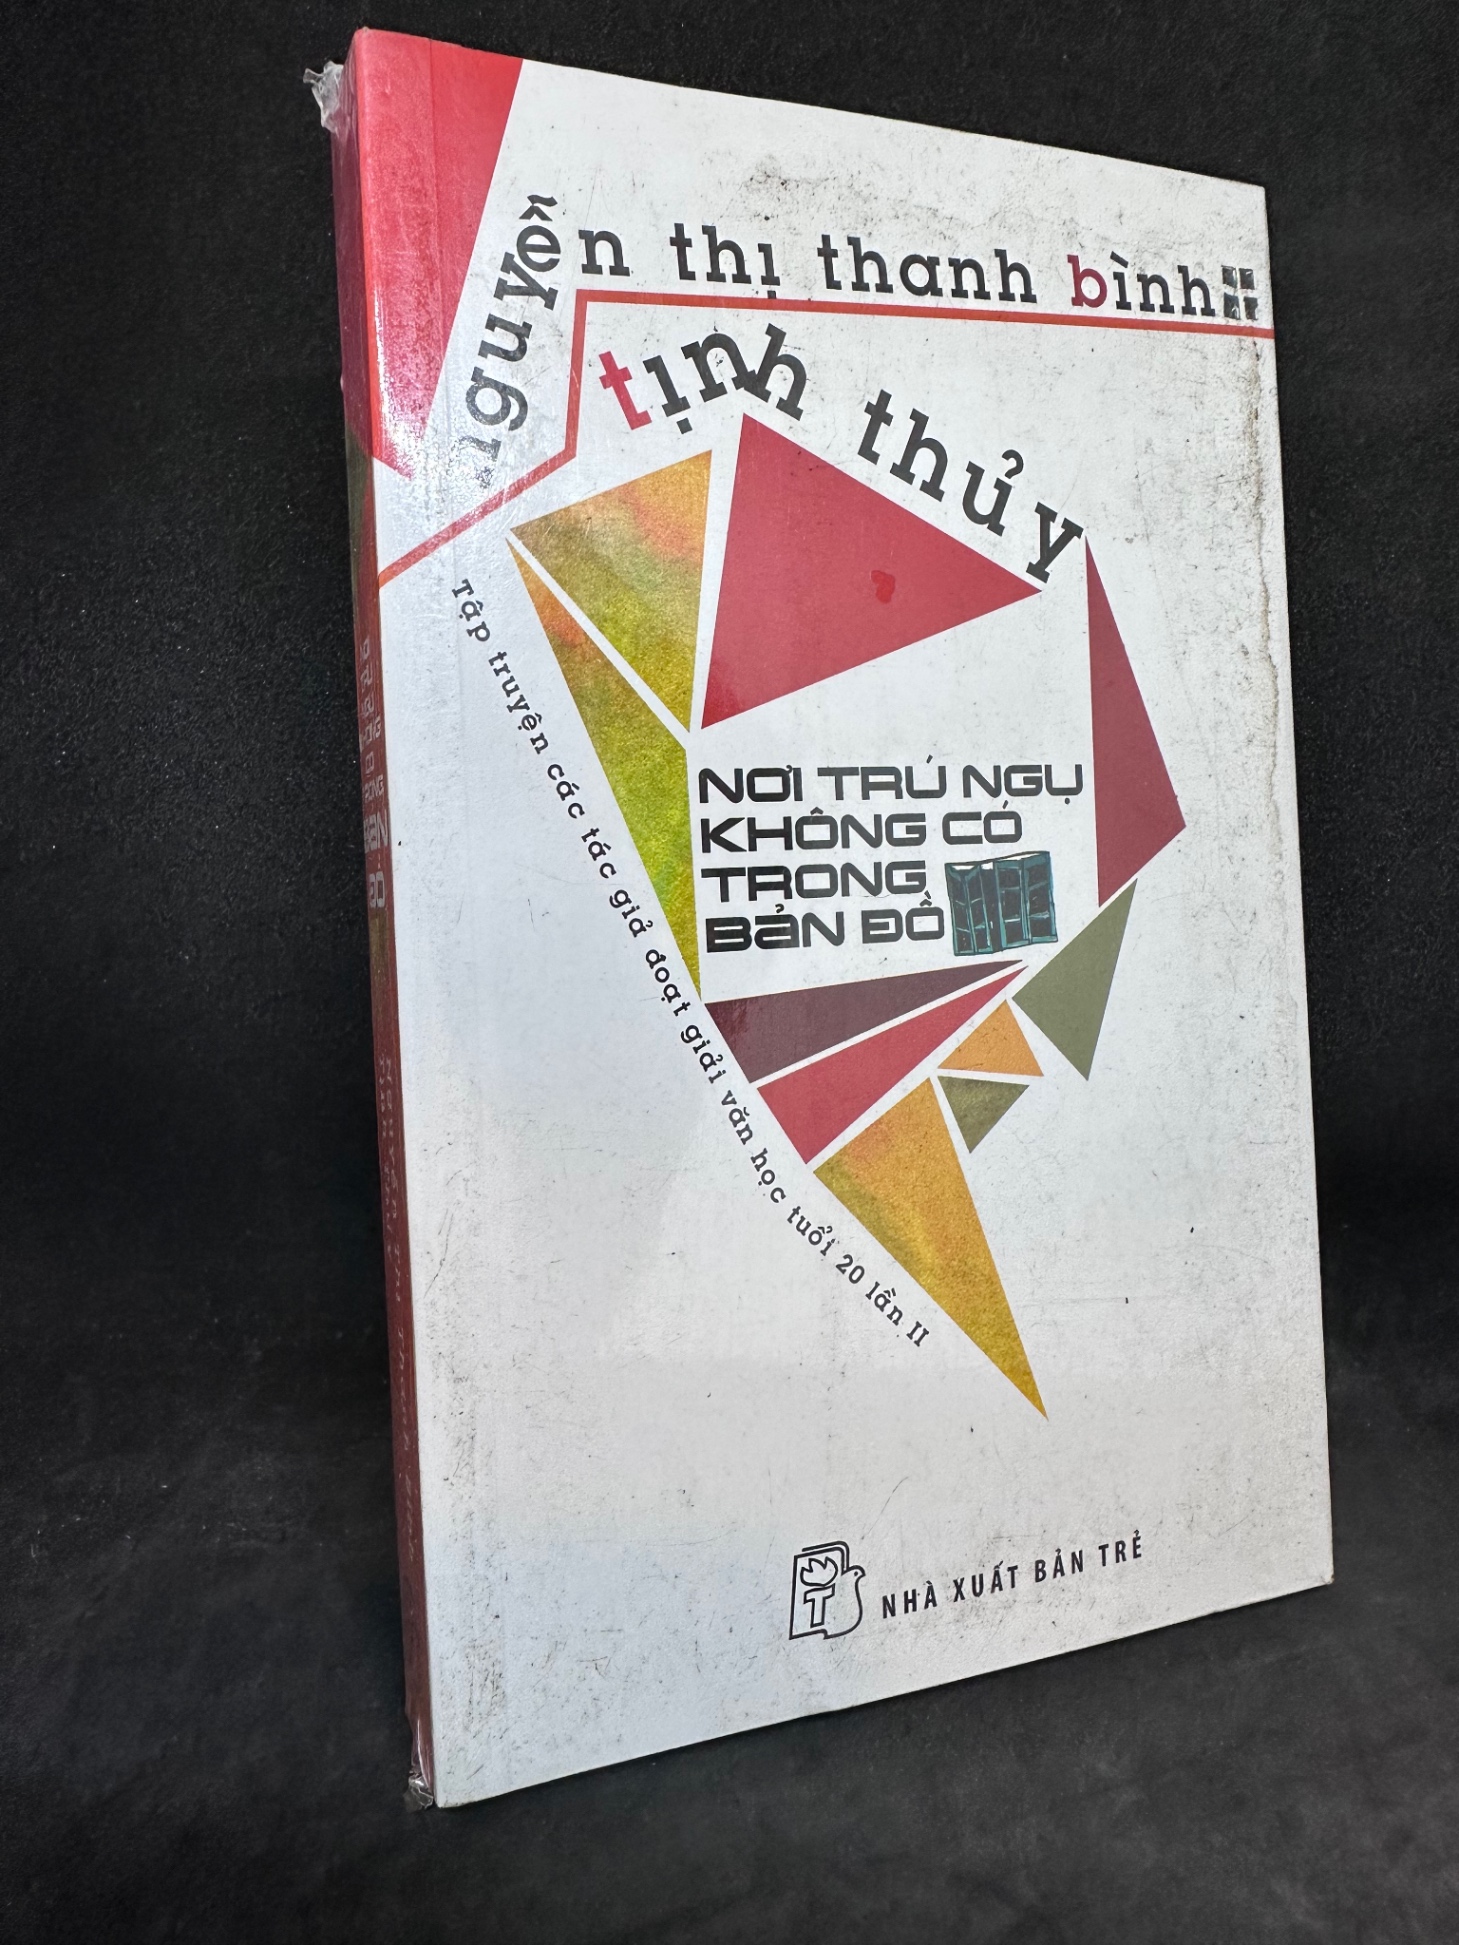 nguyễn thị thanh bình
tịnh thủy
Tập truyện các tác giả đoạt giải văn học tuổi 20 lần II
NƠI TRÚ NGỤ
KHÔNG CÓ
TRONG
BẢN ĐỒ
T
NHÀ XUẤT BẢN TRẺ